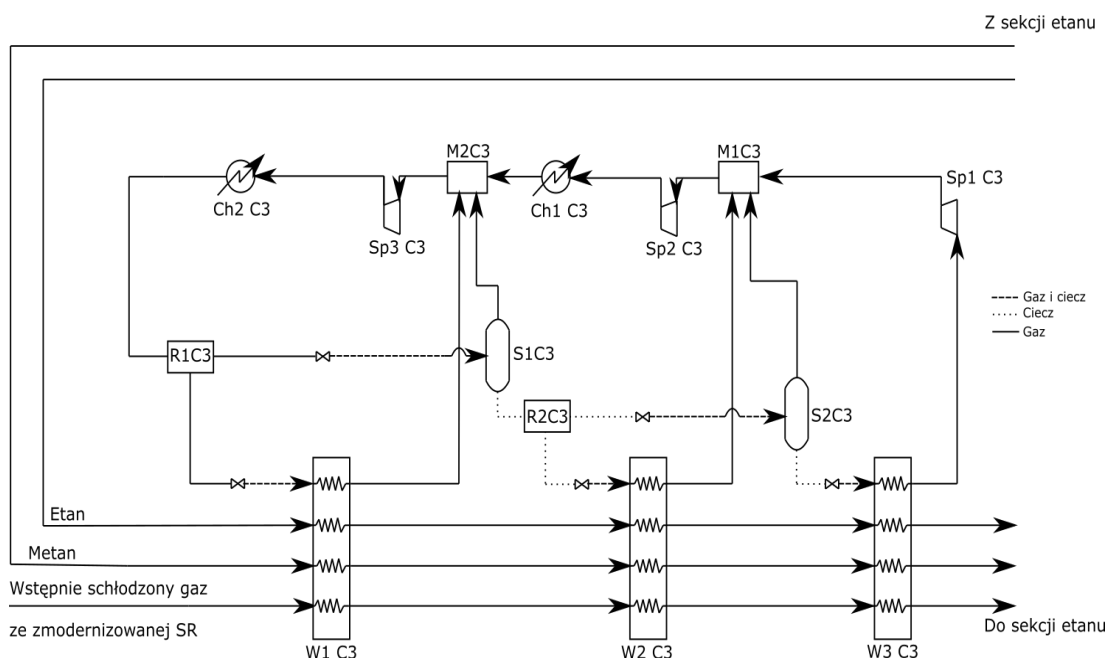 Z sekcji etanu
M2C3
M1C3
Sp1 C3
Ch2 C3
Ch1 C3
Sp3 C3
Sp2 C3
Gaz i ciecz
Ciecz
Gaz
R1C3
S1C3
R2C3
S2C3
Etan
Metan
Wstępnie schłodzony gaz
ze zmodernizowanej SR
Do sekcji etanu
W1 C3
W2 C3
W3 C3